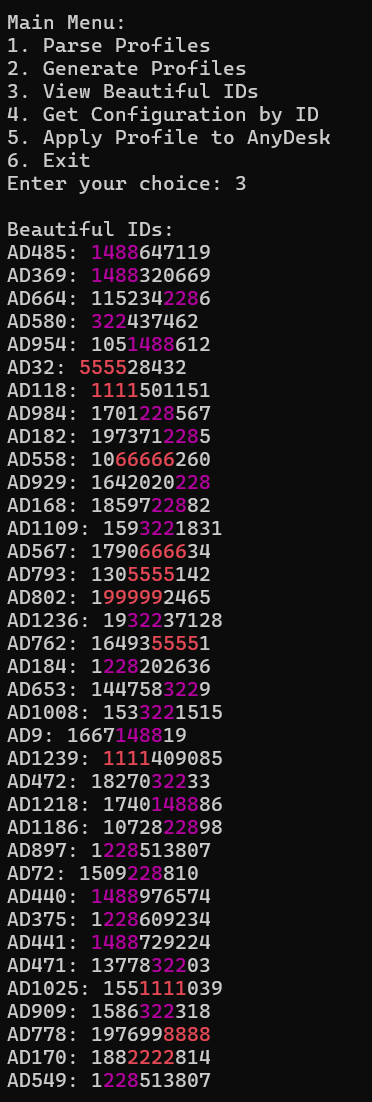 Main Menu:
1. Parse Profiles
2. Generate Profiles
3. View Beautiful IDs
4. Get Configuration by ID
5. Apply Profile to AnyDesk
6. Exit
Enter your choice: 3
Beautiful IDs:
AD485: 1488647119
AD369: 1488320669
AD664: 1152342286
AD580: 322437462
AD954: 1051488612
AD32: 555528432
AD118: 1111501151
AD984: 1701228567
AD182: 1973712285
AD558: 1066666260
AD929: 1642020228
AD168: 1859722882
AD1109: 1593221831
AD567: 1790666634
AD793: 1305555142
AD802: 1999992465
AD1236: 1932237128
AD762: 1649355551
AD184: 1228202636
AD653: 1447583229
AD1008: 1533221515
AD9: 1667148819
AD1239: 1111409085
AD472: 1827032233
AD1218: 1740148886
AD1186: 1072822898
AD897: 1228513807
AD72: 1509228810
AD440: 1488976574
AD375: 1228609234
AD441: 1488729224
AD471: 1377832203
AD1025: 1551111039
AD909: 1586322318
AD778: 1976998888
AD170: 1882222814
AD549: 1228513807